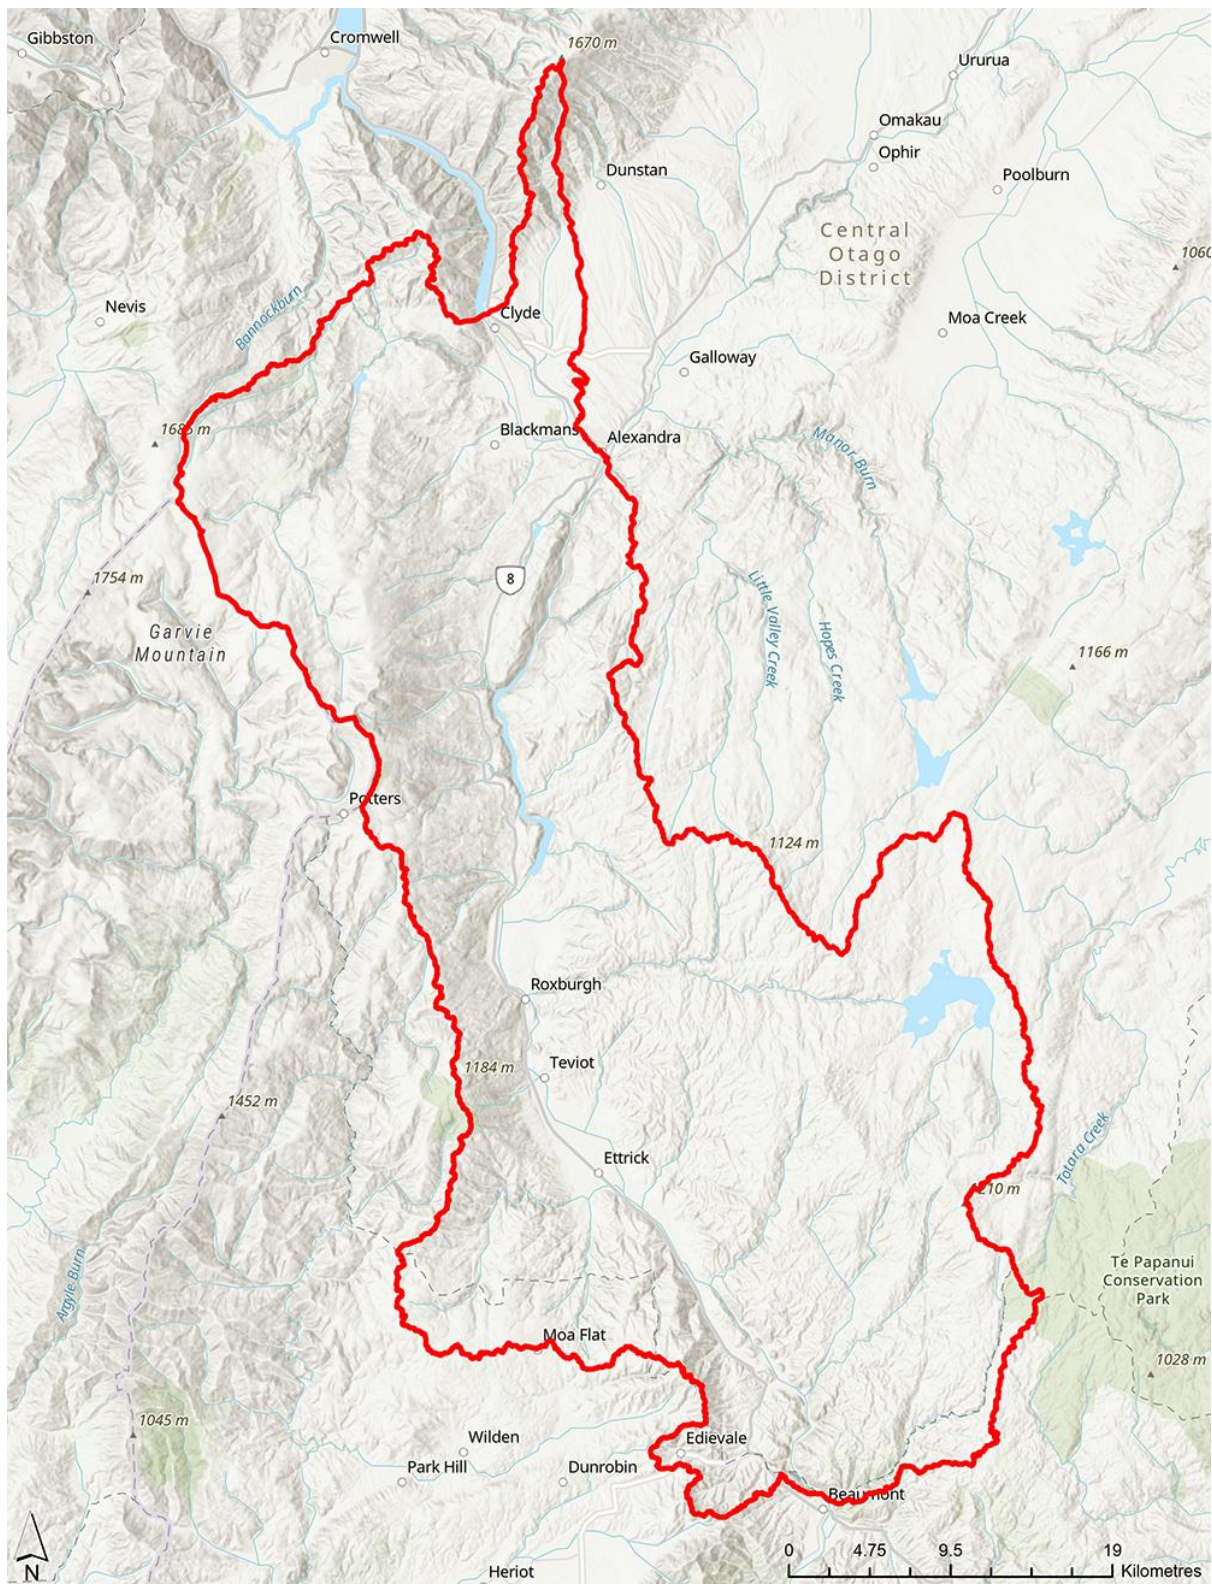 Gibbston
Cromwell
1670 m
Ururua
Omakau
Ophir
Dunstan
Poolburn
Central
Otago
District
1060
Nevis
Bannockburn
Clyde
Moa Creek
Galloway
1685 m
Blackmans
Alexandra
Manor Burn
8
1754 m
Little Valley Creek
Hopes Creek
Garvie
Mountain
1166 m
Potters
1124 m
Roxburgh
Teviot
1184 m
1452 m
Totara Creek
Ettrick
1210 m
Argyle Burn
Te Papanui
Conservation
Park
Moa Flat
1028 m
1045 m
Wilden
Edievale
Park Hill
Dunrobin
Beaumont
N
Heriot
0 4.75 9.5 19
Kilometres